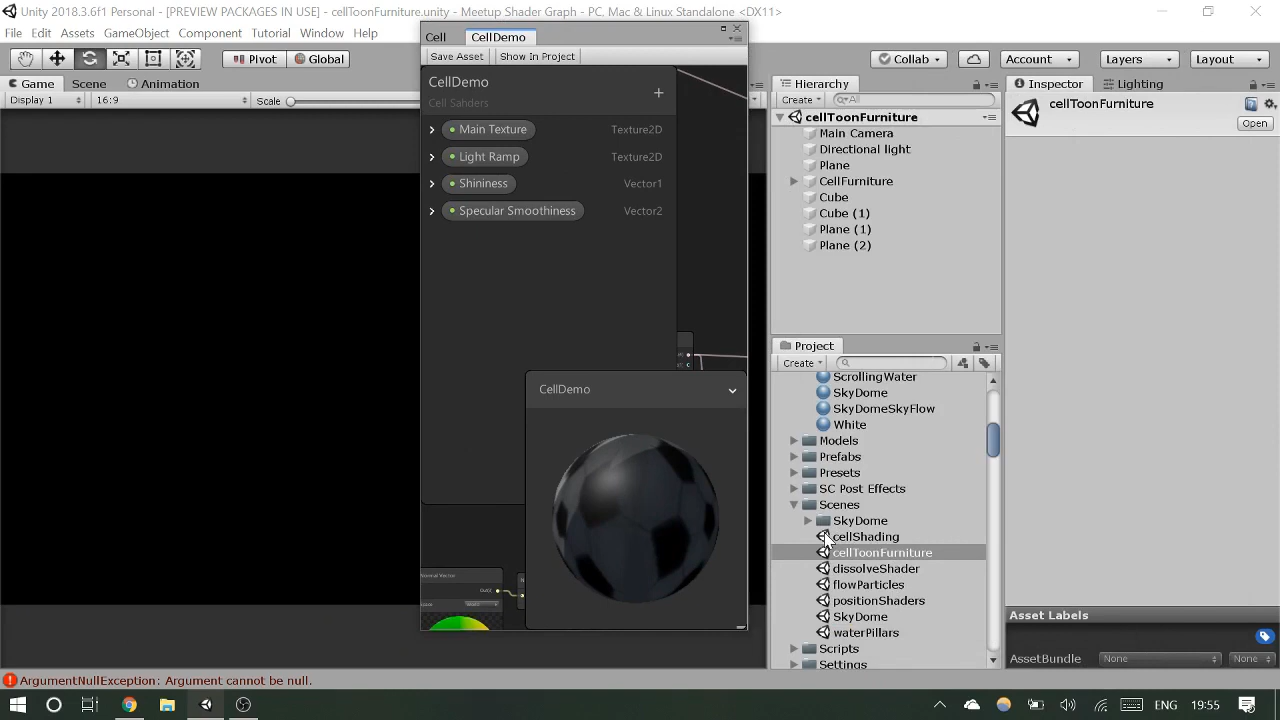 Unity 2018.3.6f1 Personal - [PREVIEW PACKAGES IN USE] - cellToonFurniture.unity - Meetup Shader Graph - PC, Mac & Linux Standalone <DX11>
File Edit Assets GameObject Component Tutorial Window Help
Pivot Global Collab Account Layers Layout
Game Scene Animation
Display 16:9 Scale
Cell CellDemo
Save Asset Show In Project
CellDemo
Cell Sahders
Main Texture Texture2D
Light Ramp Texture2D
Shininess Vector1
Specular Smoothiness Vector2
CellDemo
Normal Vector
Space World
Hierarchy
Create All
cellToonFurniture
Main Camera
Directional light
Plane
CellFurniture
Cube
Cube (1)
Plane (1)
Plane (2)
Project
Create
ScrollingWater
SkyDome
SkyDomeSkyFlow
White
Models
Prefabs
Presets
SC Post Effects
Scenes
SkyDome
cellShading
cellToonFurniture
dissolveShader
flowParticles
positionShaders
SkyDome
waterPillars
Scripts
Settings
Inspector Lighting
cellToonFurniture
Open
Asset Labels
AssetBundle None None
ArgumentNullException: Argument cannot be null.
ENG 19:55